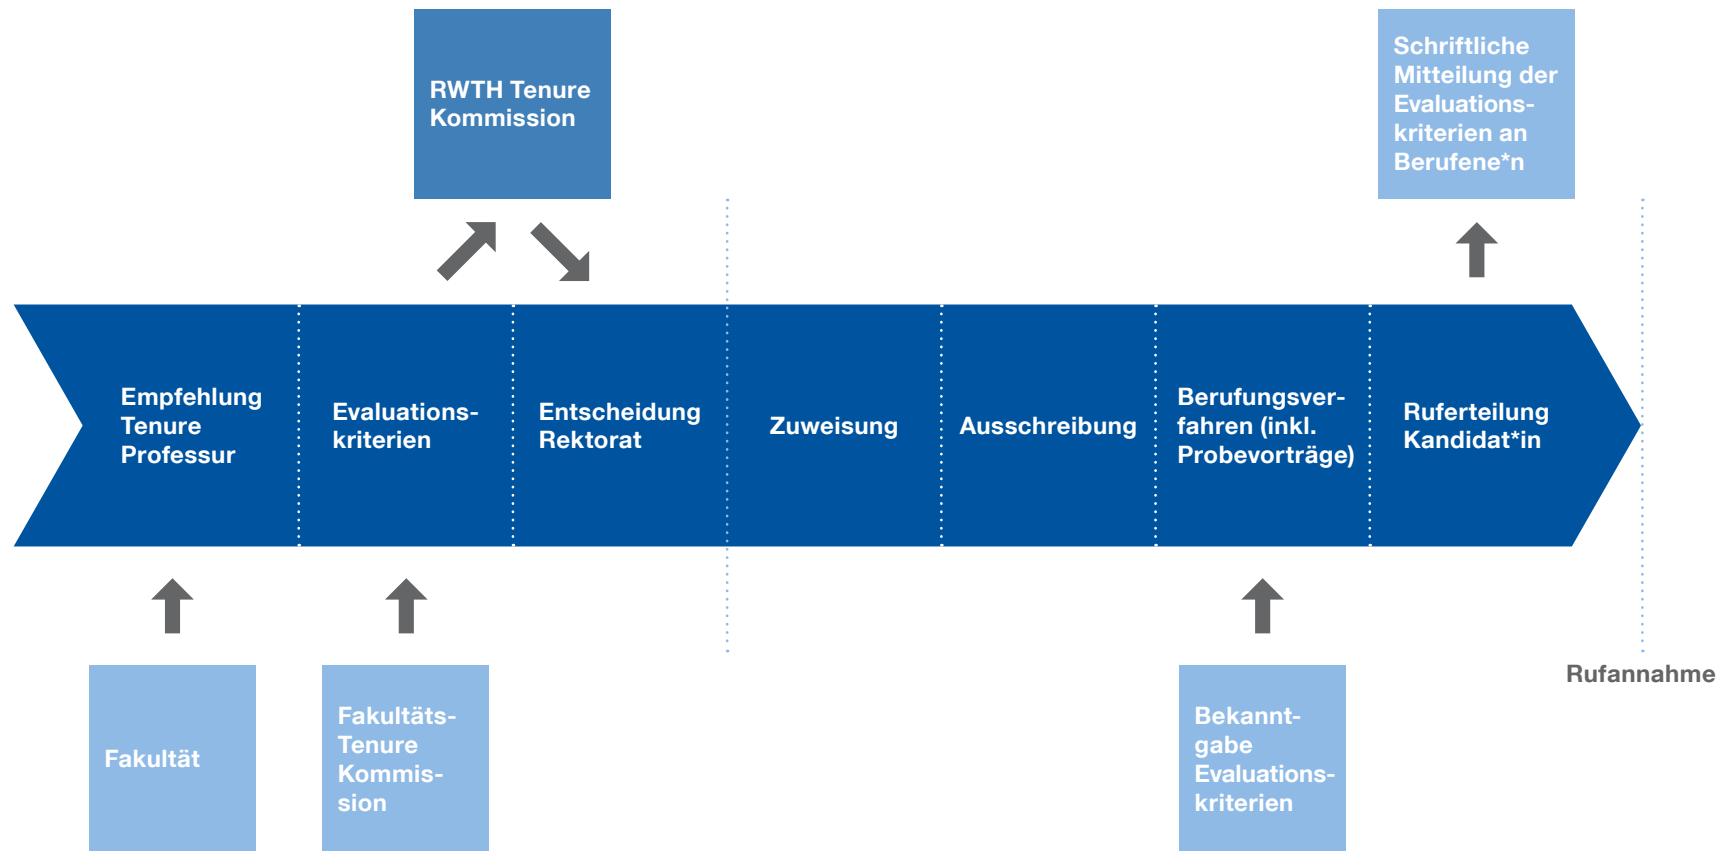 RWTH Tenure
Kommission
Schriftliche
Mitteilung der
Evaluations-
kriterien an
Berufene*n
Empfehlung
Tenure
Professur
Evaluations-
kriterien
Entscheidung
Rektorat
Zuweisung
Ausschreibung
Berufungsver-
fahren (inkl.
Probevorträge)
Ruferteilung
Kandidat*in
Fakultät
Fakultäts-
Tenure
Kommis-
sion
Bekannt-
gabe
Evaluations-
kriterien
Rufannahme